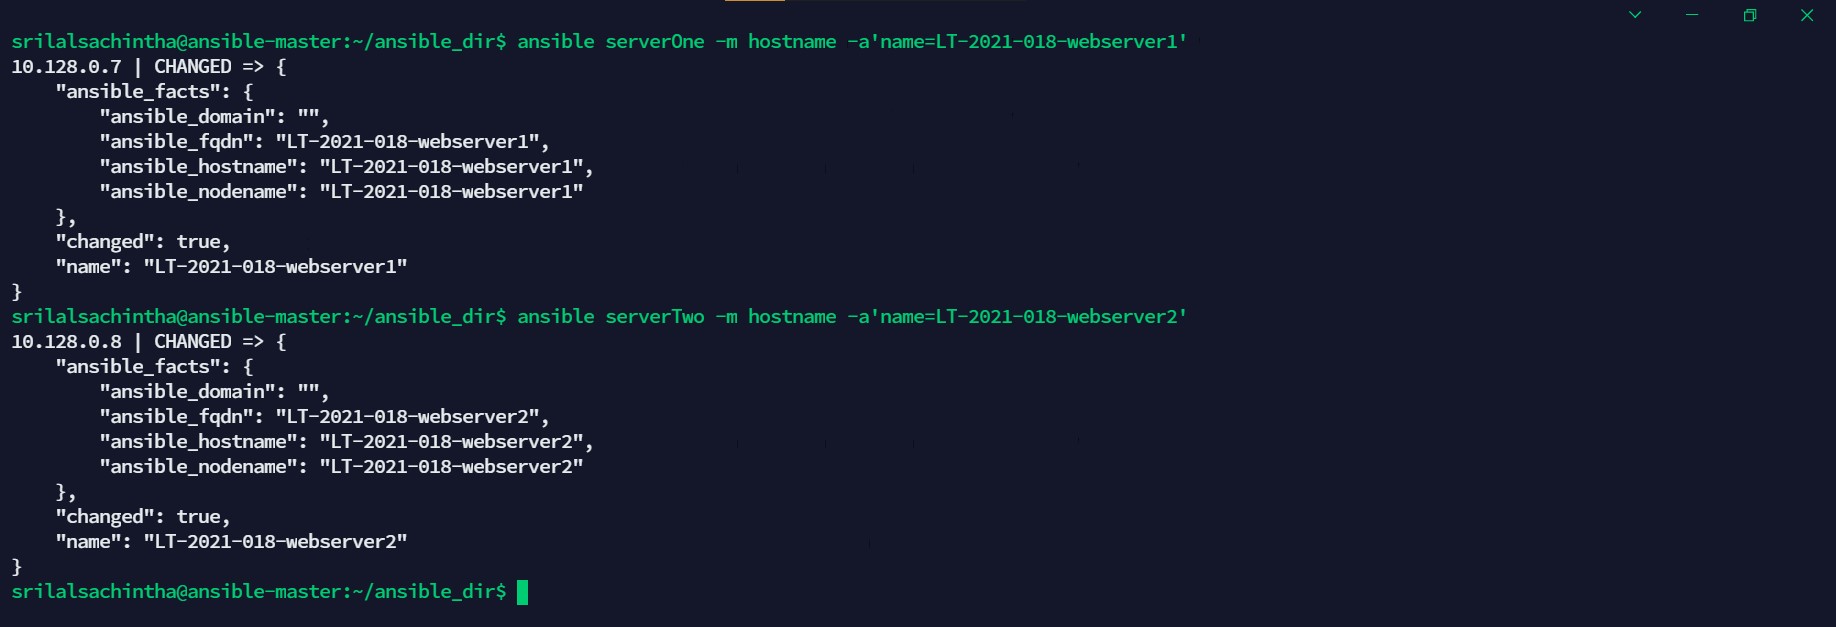 srilalsachintha@ansible-master:~/ansible_dir$ ansible serverOne -m hostname -a'name=LT-2021-018-webserver1'
10.128.0.7 | CHANGED => {
    "ansible_facts": {
        "ansible_domain": "",
        "ansible_fqdn": "LT-2021-018-webserver1",
        "ansible_hostname": "LT-2021-018-webserver1",
        "ansible_nodename": "LT-2021-018-webserver1"
    },
    "changed": true,
    "name": "LT-2021-018-webserver1"
}
srilalsachintha@ansible-master:~/ansible_dir$ ansible serverTwo -m hostname -a'name=LT-2021-018-webserver2'
10.128.0.8 | CHANGED => {
    "ansible_facts": {
        "ansible_domain": "",
        "ansible_fqdn": "LT-2021-018-webserver2",
        "ansible_hostname": "LT-2021-018-webserver2",
        "ansible_nodename": "LT-2021-018-webserver2"
    },
    "changed": true,
    "name": "LT-2021-018-webserver2"
}
srilalsachintha@ansible-master:~/ansible_dir$